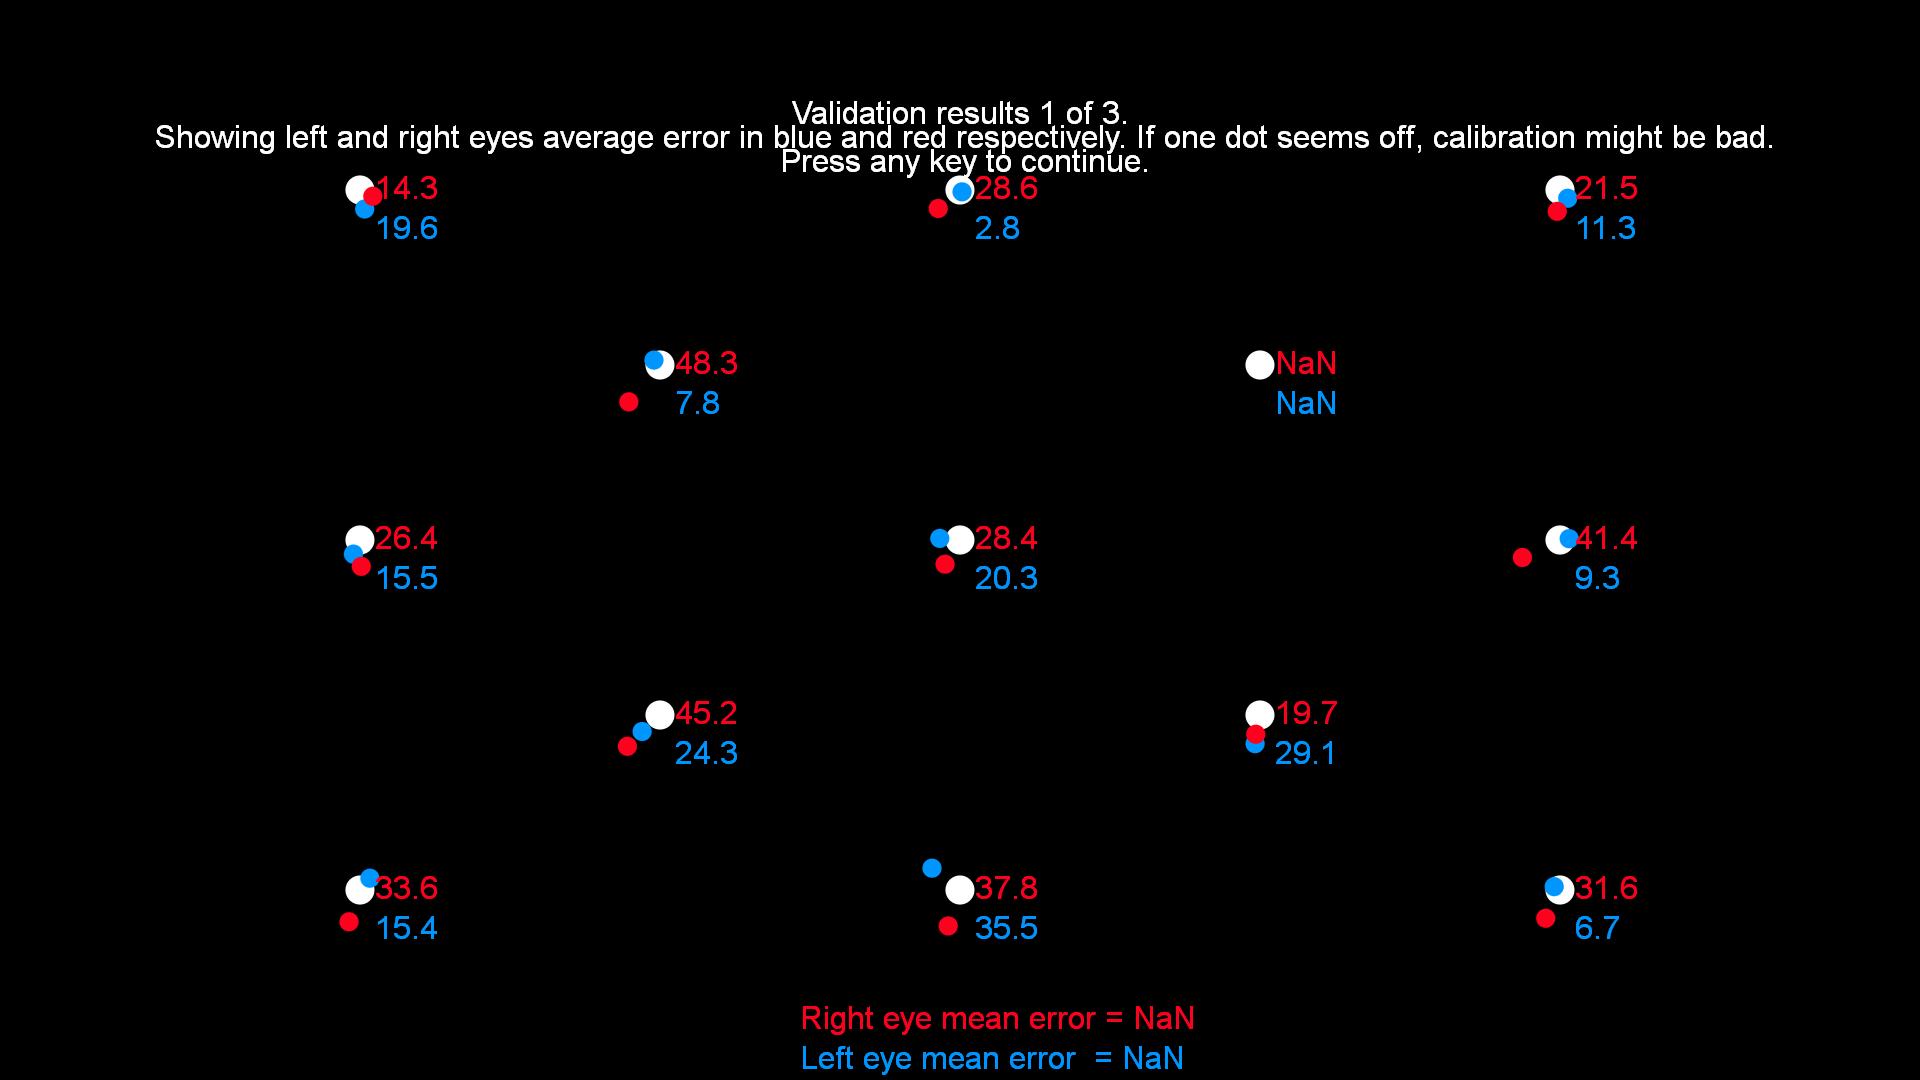 Validation results 1 of 3.
Showing left and right eyes average error in blue and red respectively. If one dot seems off, calibration might be bad.
Press any key to continue.
14.3 28.6 21.5
19.6 2.8 11.3
48.3 NaN
7.8 NaN
26.4 28.4 41.4
15.5 20.3 9.3
45.2 19.7
24.3 29.1
33.6 37.8 31.6
15.4 35.5 6.7
Right eye mean error = NaN
Left eye mean error = NaN